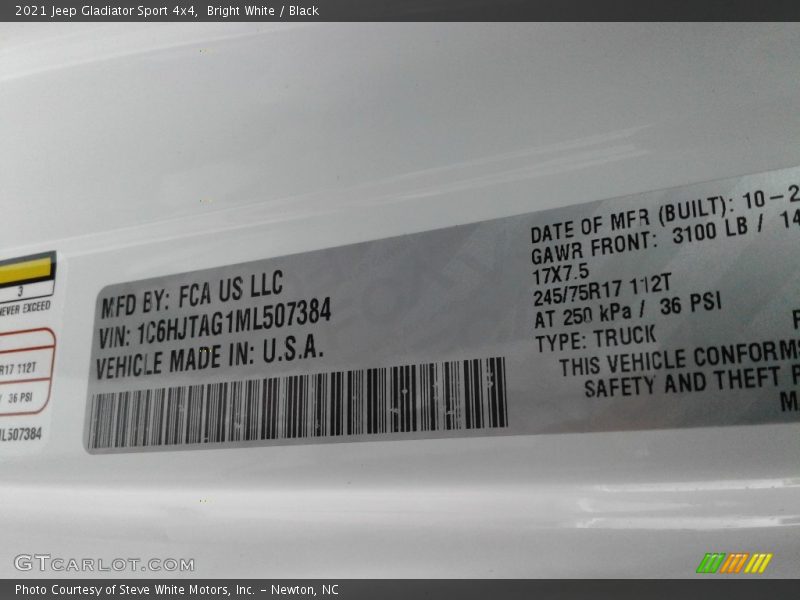 2021 Jeep Gladiator Sport 4x4, Bright White / Black
3
NEVER EXCEED
R17 112T
/ 36 PSI
ML507384
MFD BY: FCA US LLC
VIN: 1C6HJTAG1ML507384
VEHICLE MADE IN: U.S.A.
DATE OF MFR (BUILT): 10-2
GAWR FRONT: 3100 LB / 14
17X7.5
245/75R17 112T
AT 250 kPa / 36 PSI
TYPE: TRUCK
THIS VEHICLE CONFORMS
SAFETY AND THEFT P
M
GTCARLOT.COM
Photo Courtesy of Steve White Motors, Inc. - Newton, NC